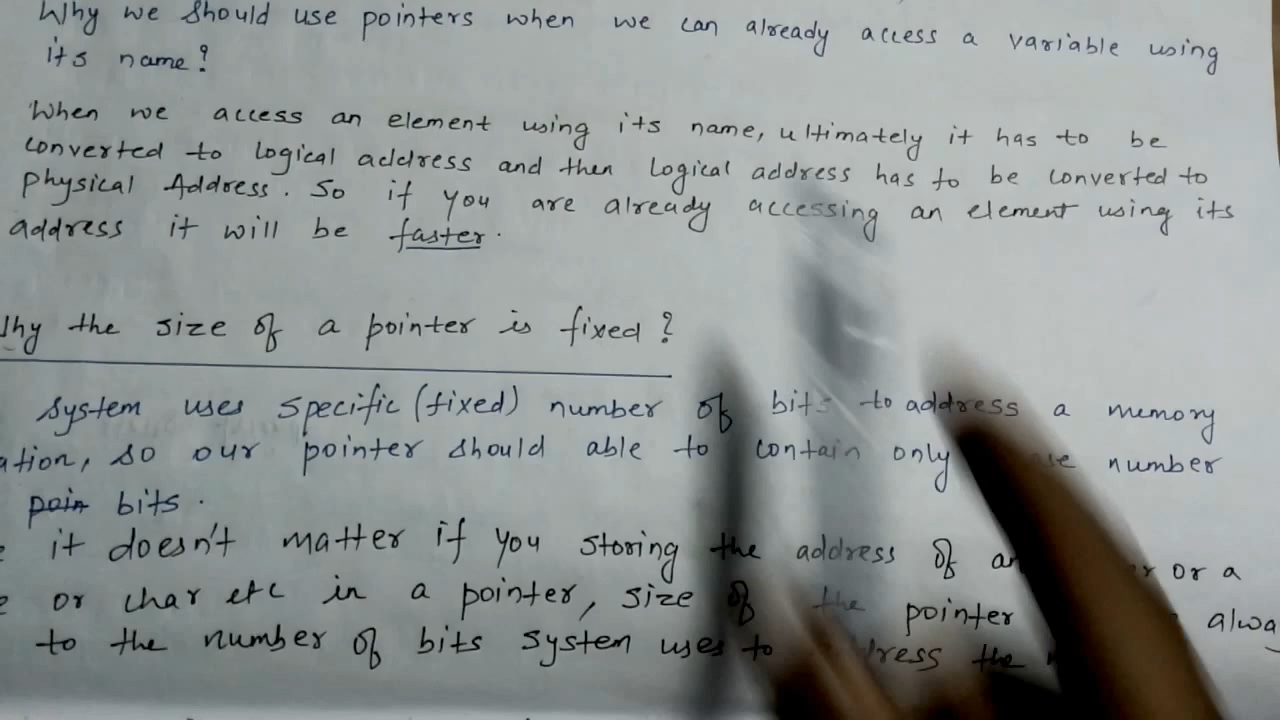 Why we should use pointers when we can already access a variable using
its name?
When we access an element using its name, ultimately it has to be
converted to logical address and then logical address has to be converted to
physical Address. So if you are already accessing an element using its
address it will be faster.
the size of a pointer is fixed?
System uses specific (fixed) number of bits to address a memory
so our pointer should able to contain only number
bits.
it doesn't matter if you storing the address of or a
or char etc in a pointer, size of the pointer
to the number of bits system uses to the